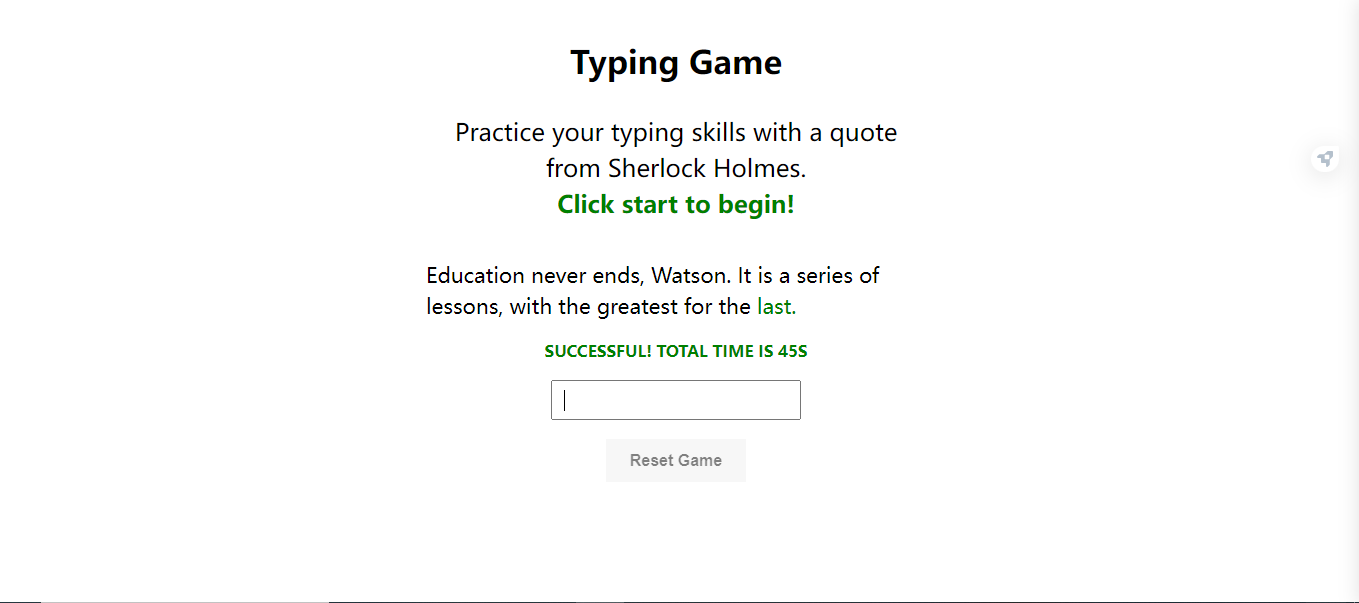 Typing Game
Practice your typing skills with a quote
from Sherlock Holmes.
Click start to begin!
Education never ends, Watson. It is a series of
lessons, with the greatest for the last.
SUCCESSFUL! TOTAL TIME IS 45S
Reset Game